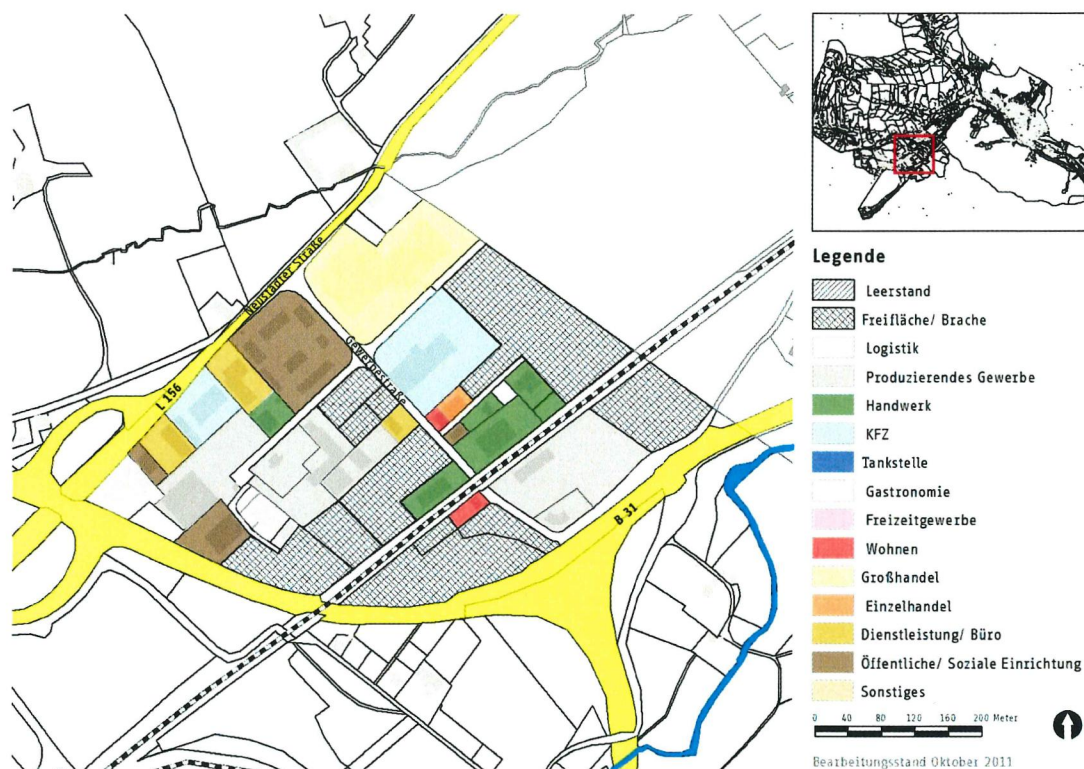 Neustädter Straße
Gewerbestraße
L 156
B 31
Legende
Leerstand
Freifläche/ Brache
Logistik
Produzierendes Gewerbe
Handwerk
KFZ
Tankstelle
Gastronomie
Freizeitgewerbe
Wohnen
Großhandel
Einzelhandel
Dienstleistung/ Büro
Öffentliche/ Soziale Einrichtung
Sonstiges
0 40 80 120 160 200 Meter
Bearbeitungsstand Oktober 2011